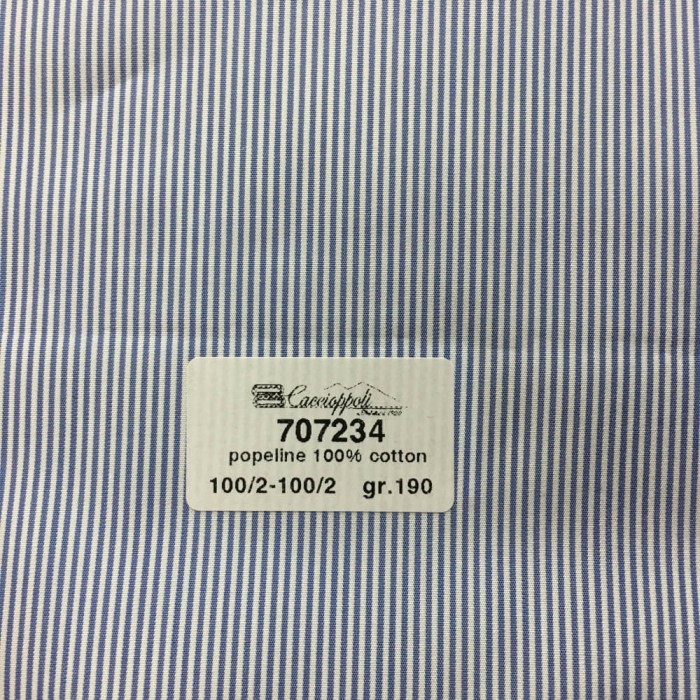 Caccioppoli
707234
popeline 100% cotton
100/2-100/2 gr.190